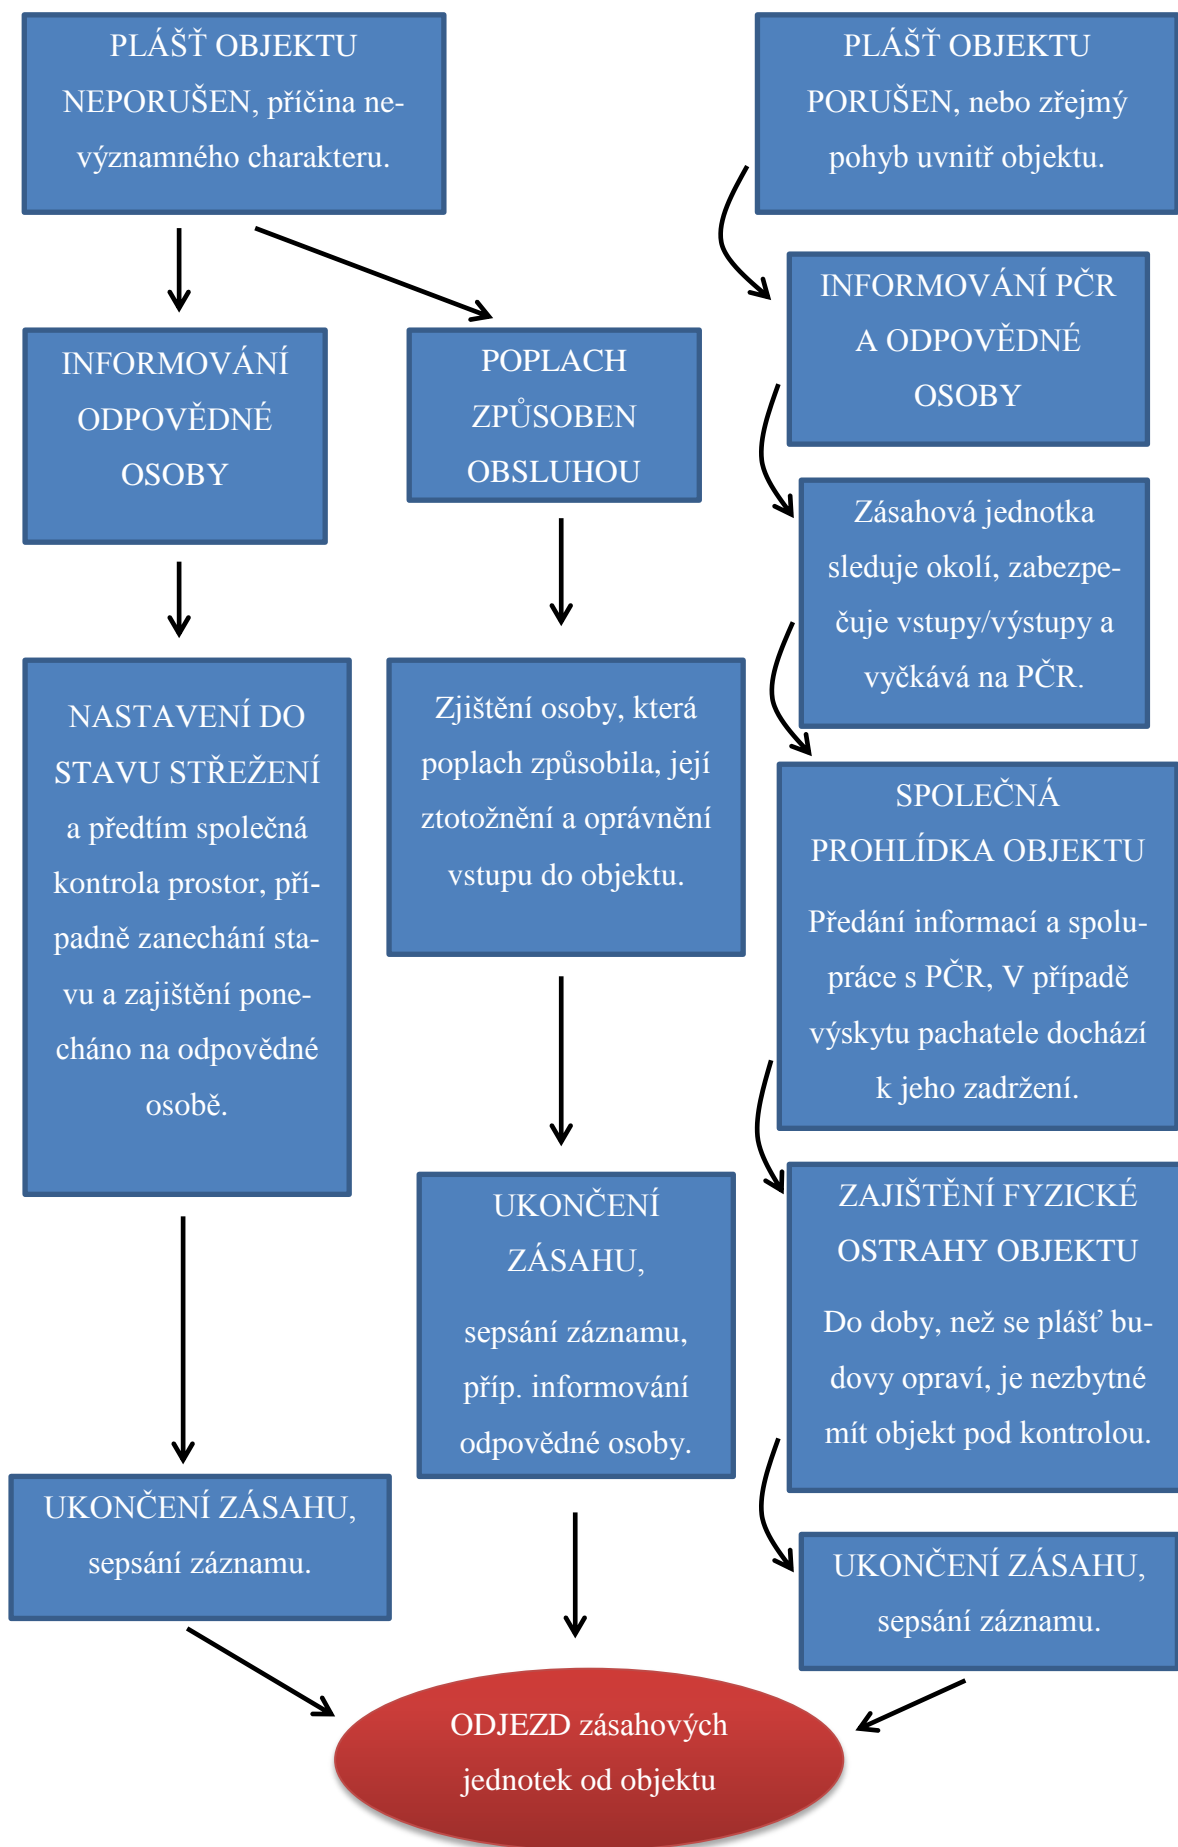 PLÁŠŤ OBJEKTU
NEPORUŠEN, příčina ne-
významného charakteru.
INFORMOVÁNÍ
ODPOVĚDNÉ
OSOBY
NASTAVENÍ DO
STAVU STŘEŽENÍ
a předtím společná
kontrola prostor, pří-
padně zanechání sta-
vu a zajištění pone-
cháno na odpovědné
osobě.
UKONČENÍ ZÁSAHU,
sepsání záznamu.
POPLACH
ZPŮSOBEN
OBSLUHOU
Zjištění osoby, která
poplach způsobila, její
ztotožnění a oprávnění
vstupu do objektu.
UKONČENÍ
ZÁSAHU,
sepsání záznamu,
příp. informování
odpovědné osoby.
PLÁŠŤ OBJEKTU
PORUŠEN, nebo zřejmý
pohyb uvnitř objektu.
INFORMOVÁNÍ PČR
A ODPOVĚDNÉ
OSOBY
Zásahová jednotka
sleduje okolí, zabezpe-
čuje vstupy/výstupy a
vyčkává na PČR.
SPOLEČNÁ
PROHLÍDKA OBJEKTU
Předání informací a spolu-
práce s PČR, V případě
výskytu pachatele dochází
k jeho zadržení.
ZAJIŠTĚNÍ FYZICKÉ
OSTRAHY OBJEKTU
Do doby, než se plášť bu-
dovy opraví, je nezbytné
mít objekt pod kontrolou.
UKONČENÍ ZÁSAHU,
sepsání záznamu.
ODJEZD zásahových
jednotek od objektu